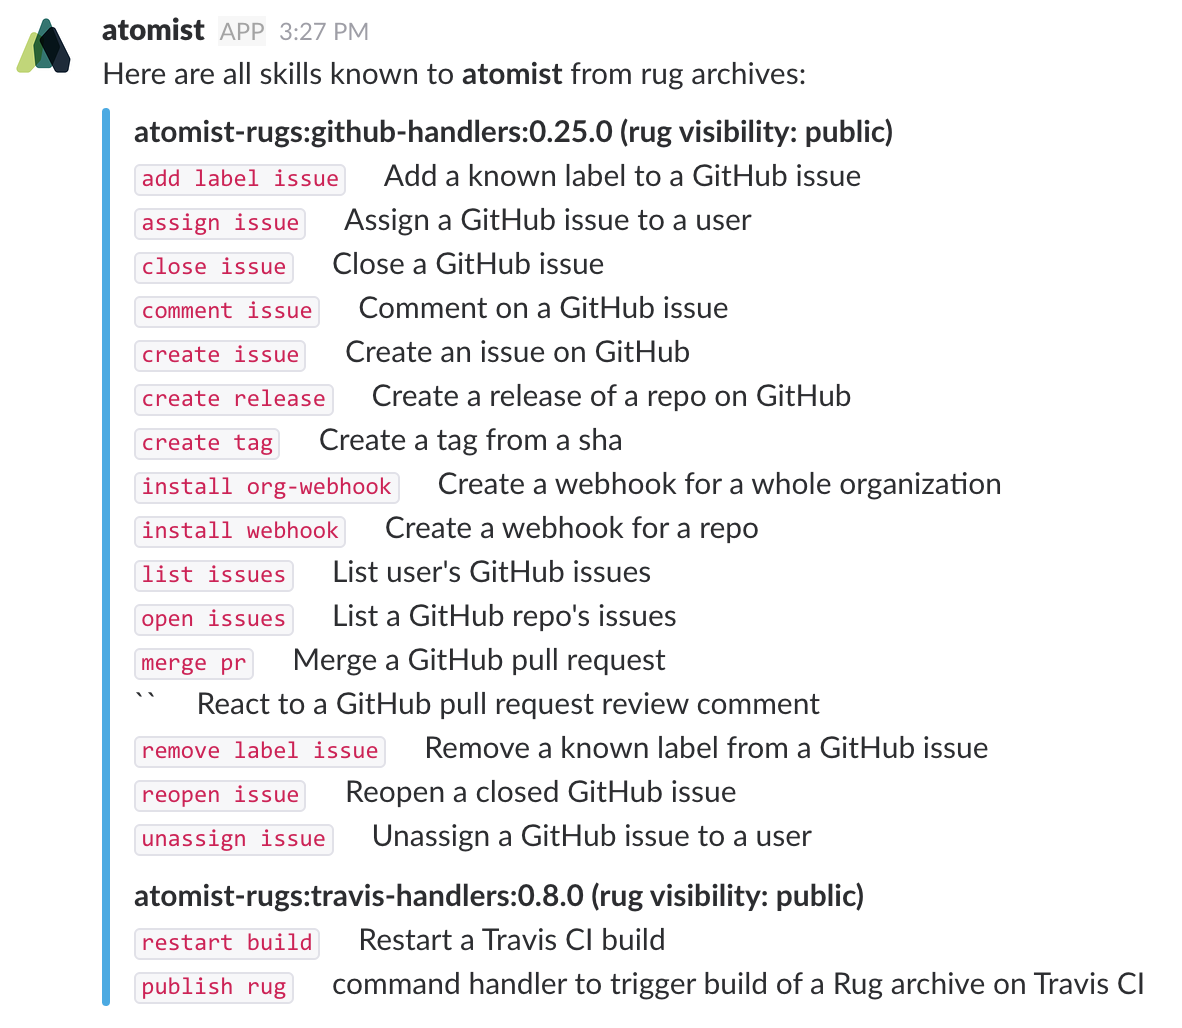 atomist APP 3:27 PM
Here are all skills known to atomist from rug archives:
atomist-rugs:github-handlers:0.25.0 (rug visibility: public)
add label issue Add a known label to a GitHub issue
assign issue Assign a GitHub issue to a user
close issue Close a GitHub issue
comment issue Comment on a GitHub issue
create issue Create an issue on GitHub
create release Create a release of a repo on GitHub
create tag Create a tag from a sha
install org-webhook Create a webhook for a whole organization
install webhook Create a webhook for a repo
list issues List user's GitHub issues
open issues List a GitHub repo's issues
merge pr Merge a GitHub pull request
`` React to a GitHub pull request review comment
remove label issue Remove a known label from a GitHub issue
reopen issue Reopen a closed GitHub issue
unassign issue Unassign a GitHub issue to a user
atomist-rugs:travis-handlers:0.8.0 (rug visibility: public)
restart build Restart a Travis CI build
publish rug command handler to trigger build of a Rug archive on Travis CI